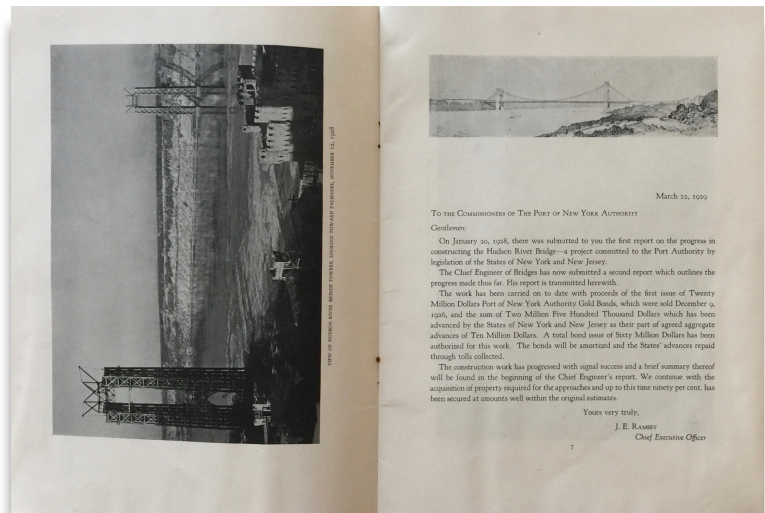 VIEW OF HUDSON RIVER BRIDGE TOWERS, LOOKING TOWARD PALISADES, NOVEMBER 12, 1928
March 22, 1929
To the Commissioners of The Port of New York Authority
Gentlemen:
On January 20, 1928, there was submitted to you the first report on the progress in
constructing the Hudson River Bridge—a project committed to the Port Authority by
legislation of the States of New York and New Jersey.
The Chief Engineer of Bridges has now submitted a second report which outlines the
progress made thus far. His report is transmitted herewith.
The work has been carried on to date with proceeds of the first issue of Twenty
Million Dollars Port of New York Authority Gold Bonds, which were sold December 9,
1926, and the sum of Two Million Five Hundred Thousand Dollars which has been
advanced by the States of New York and New Jersey as their part of agreed aggregate
advances of Ten Million Dollars. A total bond issue of Sixty Million Dollars has been
authorized for this work. The bonds will be amortized and the States' advances repaid
through tolls collected.
The construction work has progressed with signal success and a brief summary thereof
will be found in the beginning of the Chief Engineer's report. We continue with the
acquisition of property required for the approaches and up to this time ninety per cent. has
been secured at amounts well within the original estimates.
Yours very truly,
J. E. Ramsey
Chief Executive Officer
7